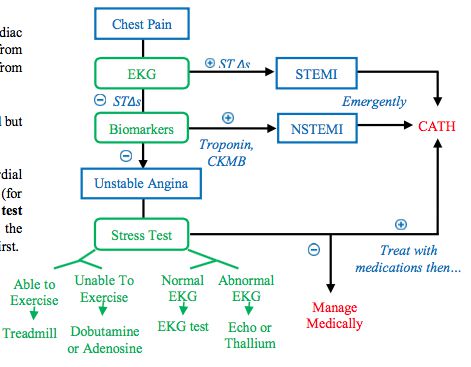 Chest Pain
diac
from
from
EKG
⊕ ST Δs
STEMI
⊖ STΔs
Emergently
l but
Biomarkers
⊕
NSTEMI
CATH
⊖
Troponin,
CKMB
rdial
(for
test
the
rst.
Unstable Angina
Stress Test
⊕
⊖
Treat with
medications then…
Able to
Exercise
Unable To
Exercise
Normal
EKG
Abnormal
EKG
Treadmill
Dobutamine
or Adenosine
EKG test
Echo or
Thallium
Manage
Medically